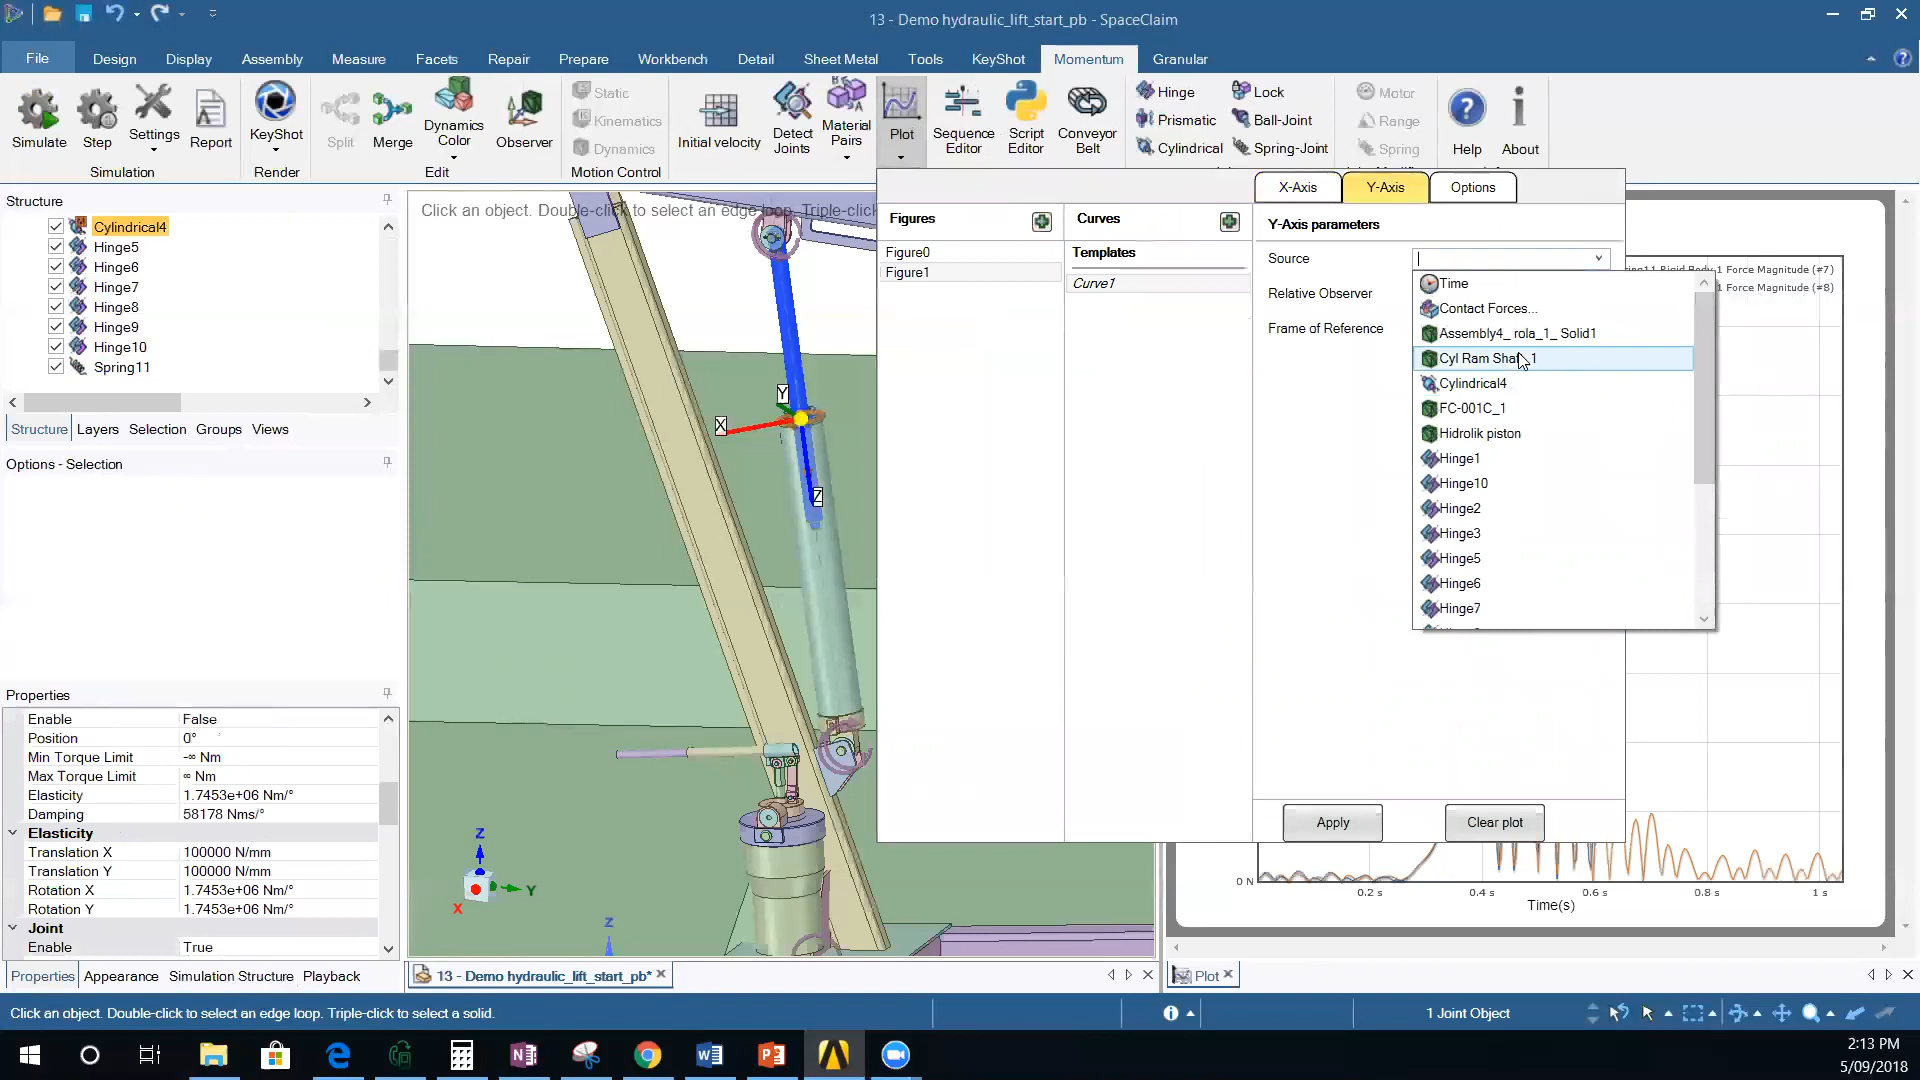 13 - Demo hydraulic_lift_start_pb - SpaceClaim
File Design Display Assembly Measure Facets Repair Prepare Workbench Detail Sheet Metal Tools KeyShot Momentum Granular
Simulate Step Settings Report
Simulation
KeyShot
Render
Split Merge Dynamics Color Observer
Edit
Static
Kinematics
Dynamics
Motion Control
Initial velocity
Detect Joints
Material Pairs
Plot
Sequence Editor
Script Editor
Conveyor Belt
Hinge
Prismatic
Cylindrical
Lock
Ball-Joint
Spring-Joint
Motor
Range
Spring
Help About
Structure
Cylindrical4
Hinge5
Hinge6
Hinge7
Hinge8
Hinge9
Hinge10
Spring11
Structure Layers Selection Groups Views
Options - Selection
Properties
Enable False
Position 0°
Min Torque Limit -∞ Nm
Max Torque Limit ∞ Nm
Elasticity 1.7453e+06 Nm/°
Damping 58178 Nms/°
Elasticity
Translation X 100000 N/mm
Translation Y 100000 N/mm
Rotation X 1.7453e+06 Nm/°
Rotation Y 1.7453e+06 Nm/°
Joint
Enable True
Properties Appearance Simulation Structure Playback
Click an object. Double-click to select an edge loop. Triple-clic
X
Y
Z
Z
Y
X
Z
13 - Demo hydraulic_lift_start_pb*
X-Axis Y-Axis Options
Figures
Figure0
Figure1
Curves
Templates
Curve1
Y-Axis parameters
Source
Relative Observer
Frame of Reference
Time
Contact Forces...
Assembly4_ rola_1_ Solid1
Cyl Ram Sha 1
Cylindrical4
FC-001C_1
Hidrolik piston
Hinge1
Hinge10
Hinge2
Hinge3
Hinge5
Hinge6
Hinge7
Apply Clear plot
Rigid Body 1 Force Magnitude (#7)
1 Force Magnitude (#8)
0 N
0.2 s 0.4 s 0.6 s 0.8 s 1 s
Time(s)
Plot
Click an object. Double-click to select an edge loop. Triple-click to select a solid.
1 Joint Object
2:13 PM
5/09/2018